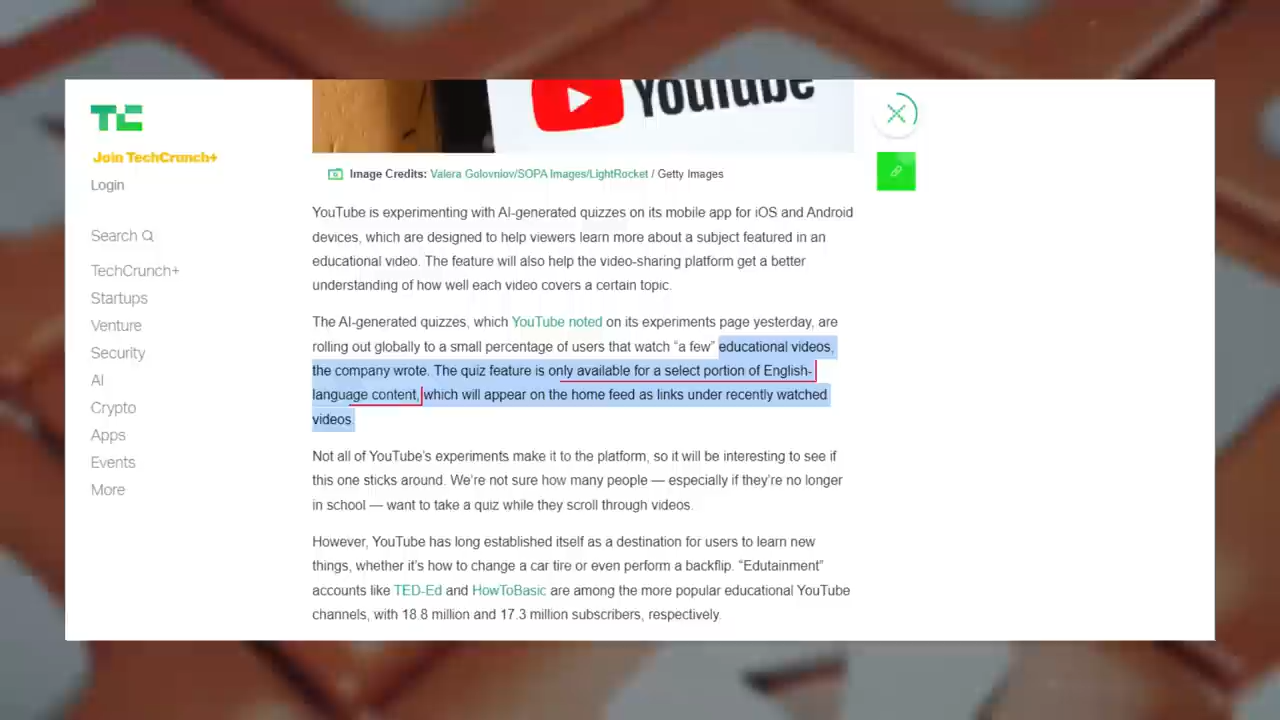 YouTube
TC
Join TechCrunch+
Login
Search
TechCrunch+
Startups
Venture
Security
AI
Crypto
Apps
Events
More
Image Credits: Valera Golovniov/SOPA Images/LightRocket / Getty Images
YouTube is experimenting with AI-generated quizzes on its mobile app for iOS and Android
devices, which are designed to help viewers learn more about a subject featured in an
educational video. The feature will also help the video-sharing platform get a better
understanding of how well each video covers a certain topic.
The AI-generated quizzes, which YouTube noted on its experiments page yesterday, are
rolling out globally to a small percentage of users that watch “a few” educational videos,
the company wrote. The quiz feature is only available for a select portion of English-
language content, which will appear on the home feed as links under recently watched
videos.
Not all of YouTube’s experiments make it to the platform, so it will be interesting to see if
this one sticks around. We’re not sure how many people — especially if they’re no longer
in school — want to take a quiz while they scroll through videos.
However, YouTube has long established itself as a destination for users to learn new
things, whether it’s how to change a car tire or even perform a backflip. “Edutainment”
accounts like TED-Ed and HowToBasic are among the more popular educational YouTube
channels, with 18.8 million and 17.3 million subscribers, respectively.